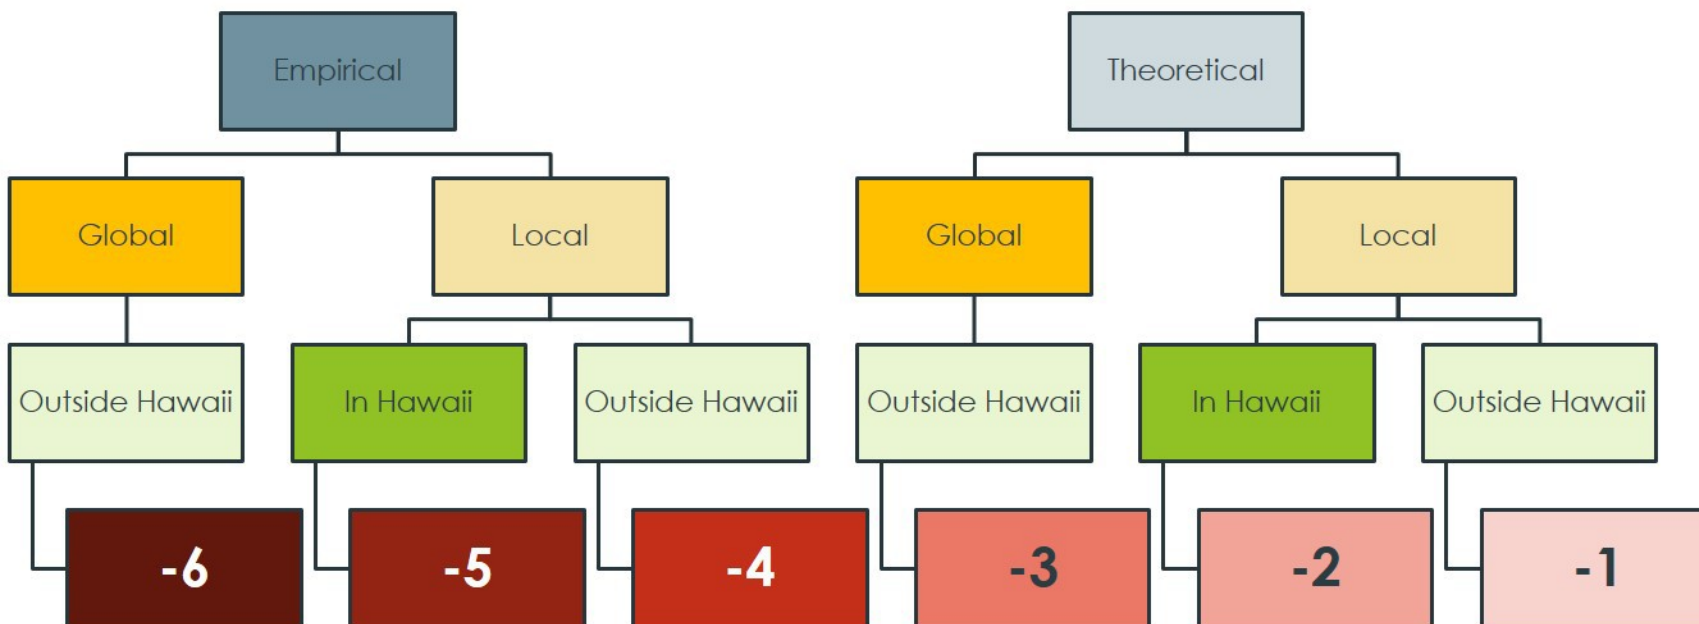 Empirical
Theoretical
Global
Local
Global
Local
Outside Hawaii
In Hawaii
Outside Hawaii
Outside Hawaii
In Hawaii
Outside Hawaii
-6
-5
-4
-3
-2
-1